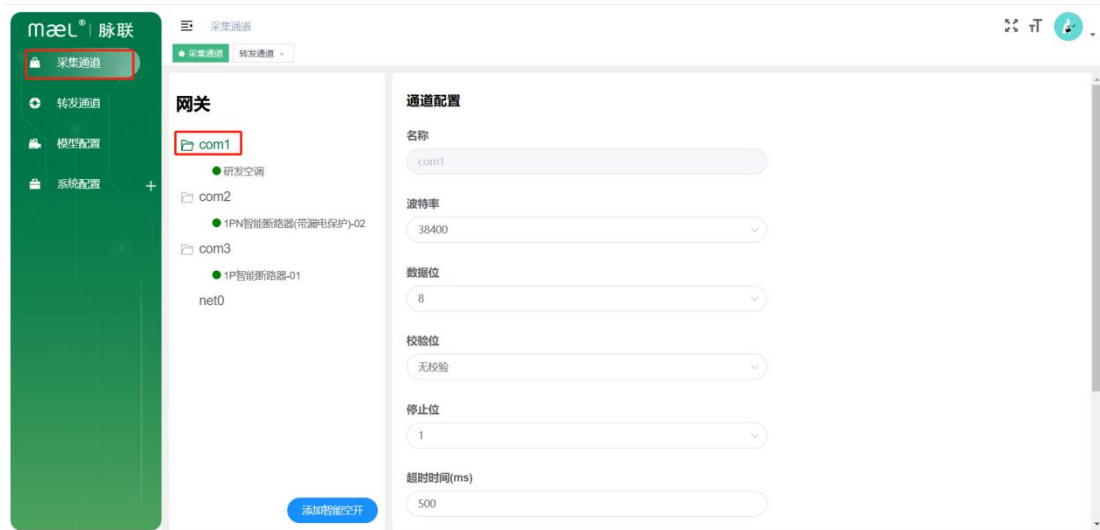 mæL® | 脉联
采集通道
转发通道
模型配置
系统配置 +
采集通道
采集通道
转发通道 ×
网关
com1
研发空调
com2
1PN智能断路器(带漏电保护)-02
com3
1P智能断路器-01
net0
添加智能空开
通道配置
名称
com1
波特率
38400
数据位
8
校验位
无校验
停止位
1
超时时间(ms)
500